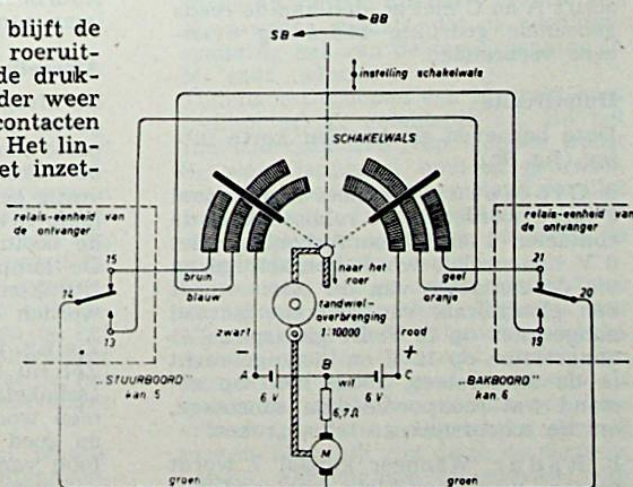 blijft de
roeruit-
de druk-
der weer
contacten
Het lin-
et inzet-
BB
SB
instelling schakelwals
SCHAKELWALS
relais-eenheid van
de ontvanger
relais-eenheid van
de ontvanger
15
14
13
bruin
blauw
naar het
roer
geel
oranje
21
20
19
tandwiel-
overbrenging
1:10000
zwart
rood
−
+
A
B
C
wit
6 V
6 V
6,7Ω
M
"STUURBOORD"
kan. 5
"BAKBOORD"
kan. 6
groen
groen